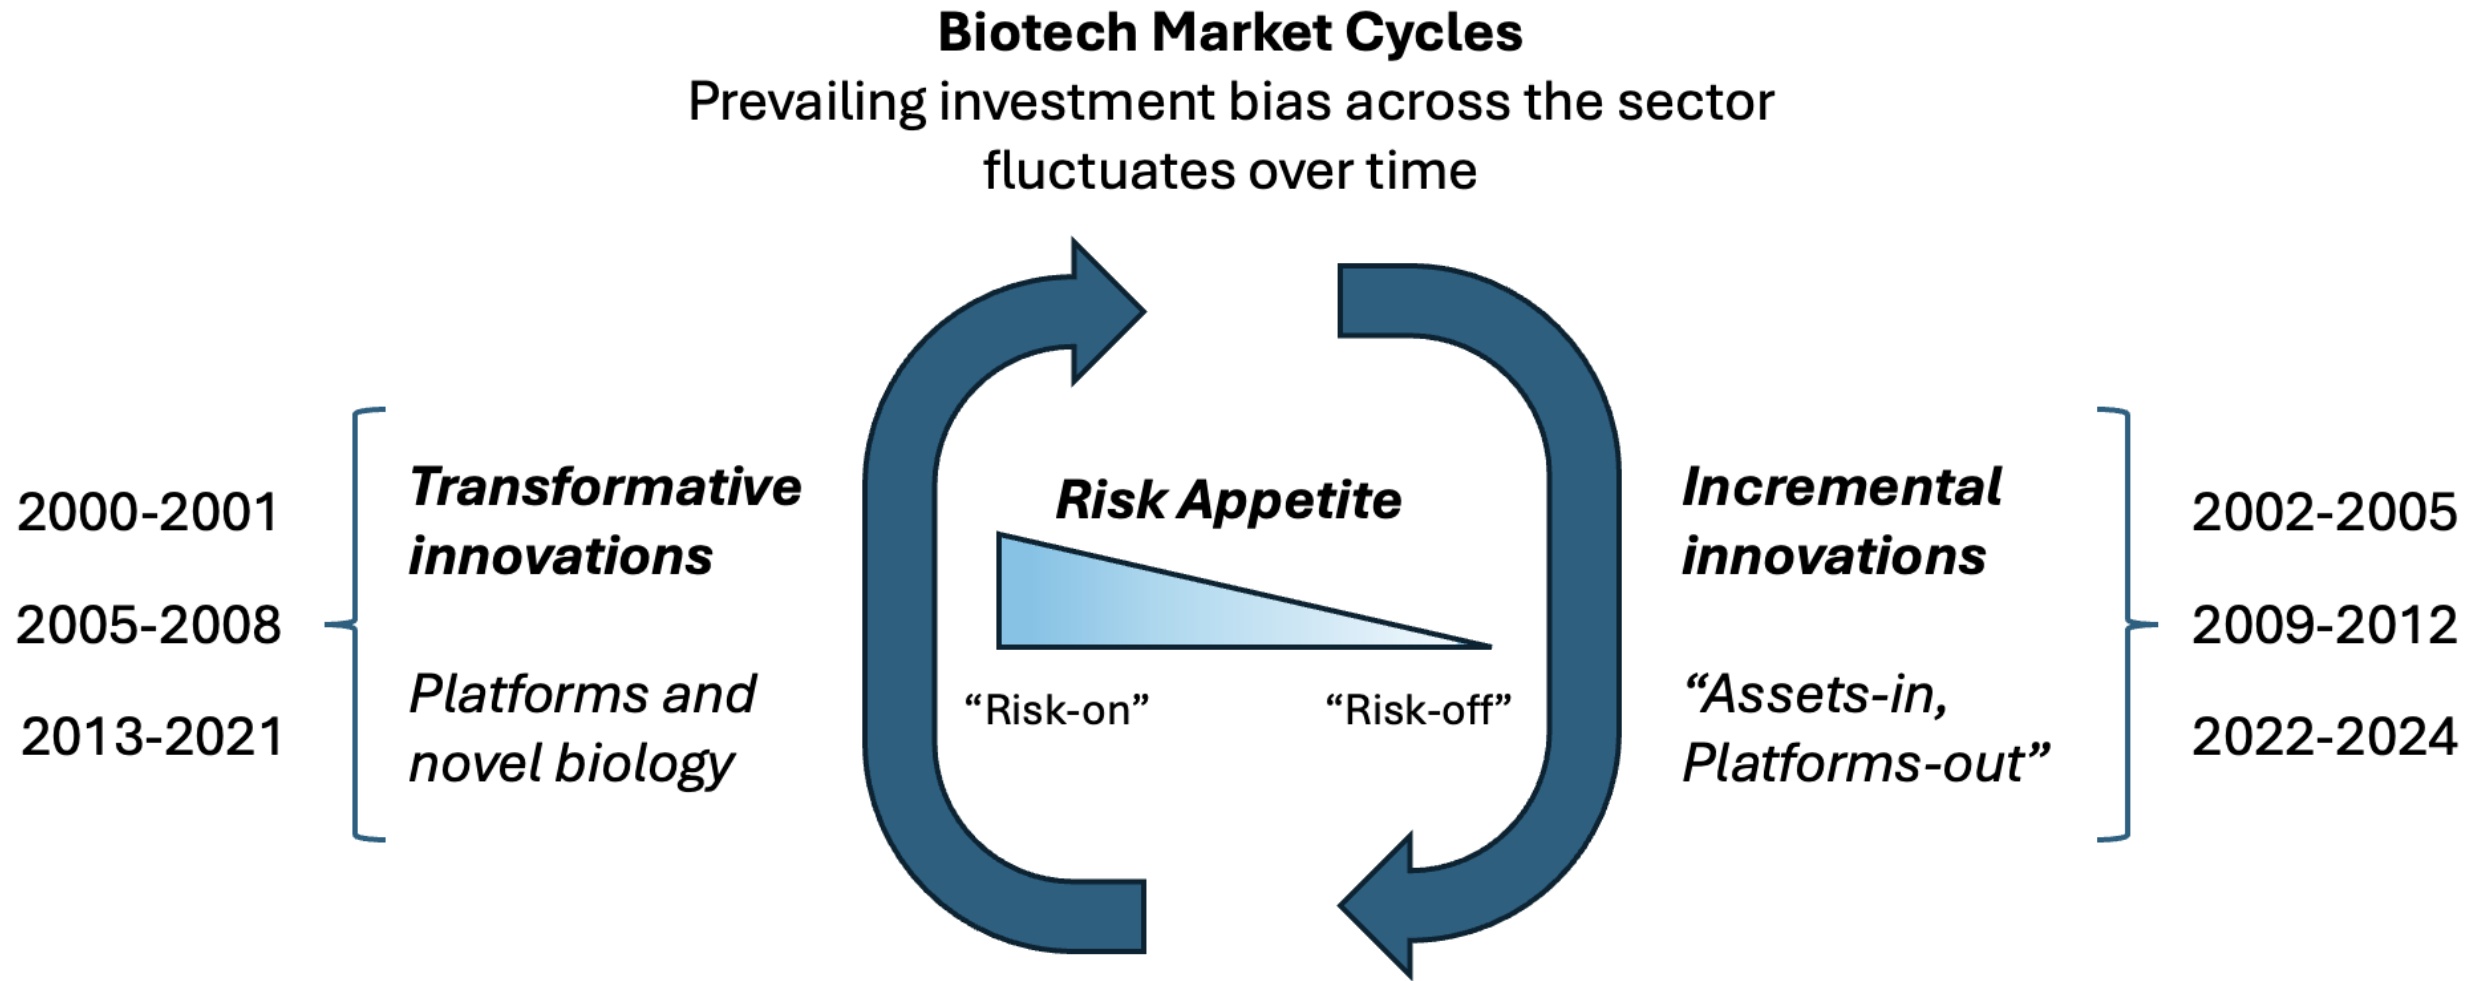 Biotech Market Cycles
Prevailing investment bias across the sector
fluctuates over time
2000-2001
2005-2008
2013-2021
Transformative
innovations
Platforms and
novel biology
Risk Appetite
“Risk-on”
“Risk-off”
Incremental
innovations
“Assets-in,
Platforms-out”
2002-2005
2009-2012
2022-2024